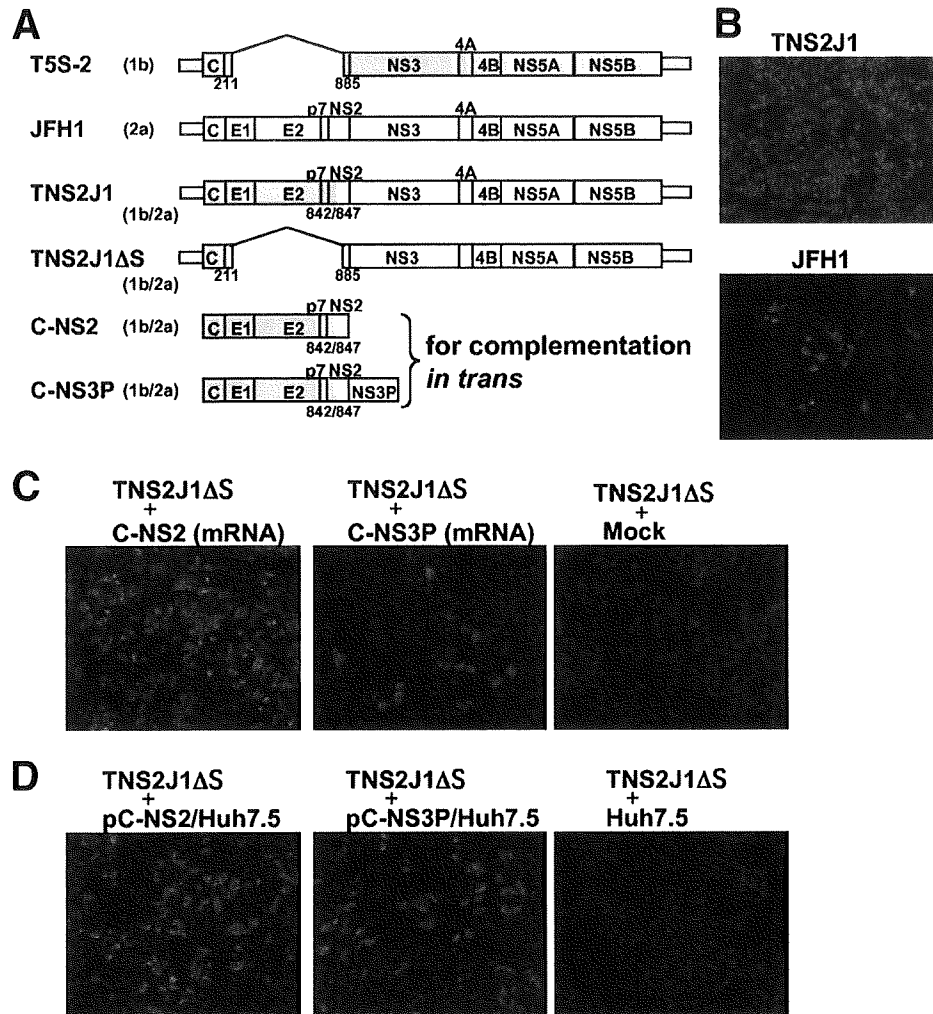 A
T5S-2 (1b) C 211 885 NS3 4A 4B NS5A NS5B
JFH1 (2a) C E1 E2 p7 NS2 NS3 4A 4B NS5A NS5B
TNS2J1 (1b/2a) C E1 E2 p7 NS2 842/847 NS3 4A 4B NS5A NS5B
TNS2J1ΔS (1b/2a) C 211 885 NS3 4B NS5A NS5B
C-NS2 (1b/2a) C E1 E2 p7 NS2 842/847
C-NS3P (1b/2a) C E1 E2 p7 NS2 NS3P 842/847
for complementation
in trans
B
TNS2J1
JFH1
C
TNS2J1ΔS
+
C-NS2 (mRNA)
TNS2J1ΔS
+
C-NS3P (mRNA)
TNS2J1ΔS
+
Mock
D
TNS2J1ΔS
+
pC-NS2/Huh7.5
TNS2J1ΔS
+
pC-NS3P/Huh7.5
TNS2J1ΔS
+
Huh7.5